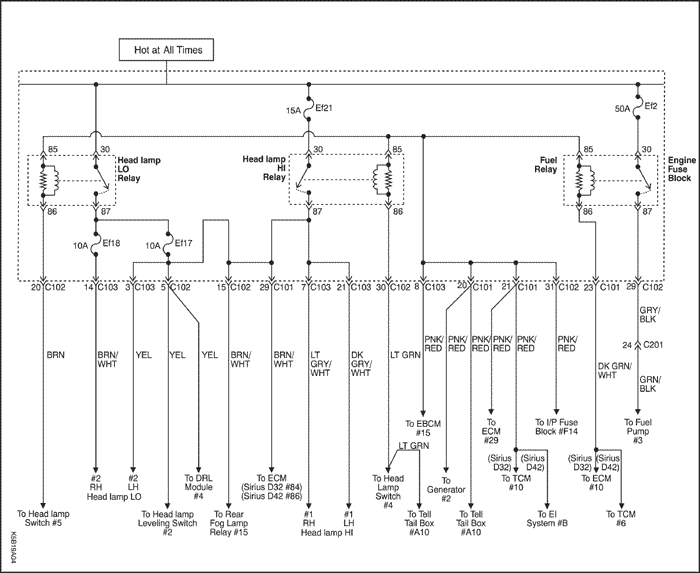 Hot at All Times
15A
Ef21
50A
Ef2
85
30
30
85
85
30
Head lamp
LO
Relay
Head lamp
HI
Relay
Fuel
Relay
Engine
Fuse
Block
86
87
87
86
86
87
10A
Ef18
10A
Ef17
20 C102
14 C103
3 C103
5 C102
15 C102
29 C101
7 C103
21 C103
30 C102
8 C103
20 C101
21 C101
31 C102
23 C101
29 C102
GRY/
BLK
24 C201
BRN
BRN/
WHT
YEL
YEL
YEL
BRN/
WHT
BRN/
WHT
LT
GRY/
WHT
DK
GRY/
WHT
LT GRN
PNK/
RED
PNK/
RED
PNK/
RED
PNK/
RED
PNK/
RED
PNK/
RED
DK GRN/
WHT
GRN/
BLK
To EBCM
#15
To
ECM
#29
To I/P Fuse
Block #F14
To Fuel
Pump
#3
LT GRN
(Sirius
D32)
(Sirius
D42)
(Sirius
D32)
(Sirius
D42)
#2
RH
#2
LH
Head lamp LO
To DRL
Module
#4
To ECM
(Sirius D32 #84)
(Sirius D42 #86)
To Head
Lamp
Switch
#4
To
Generator
#2
To TCM
#10
To ECM
#10
To Head lamp
Switch #5
To Head lamp
Leveling Switch
#2
To Rear
Fog Lamp
Relay #15
#1
RH
#1
LH
Head lamp HI
To Tell
Tail Box
#A10
To Tell
Tail Box
#A10
To EI
System #B
To TCM
#6
K5B19A04